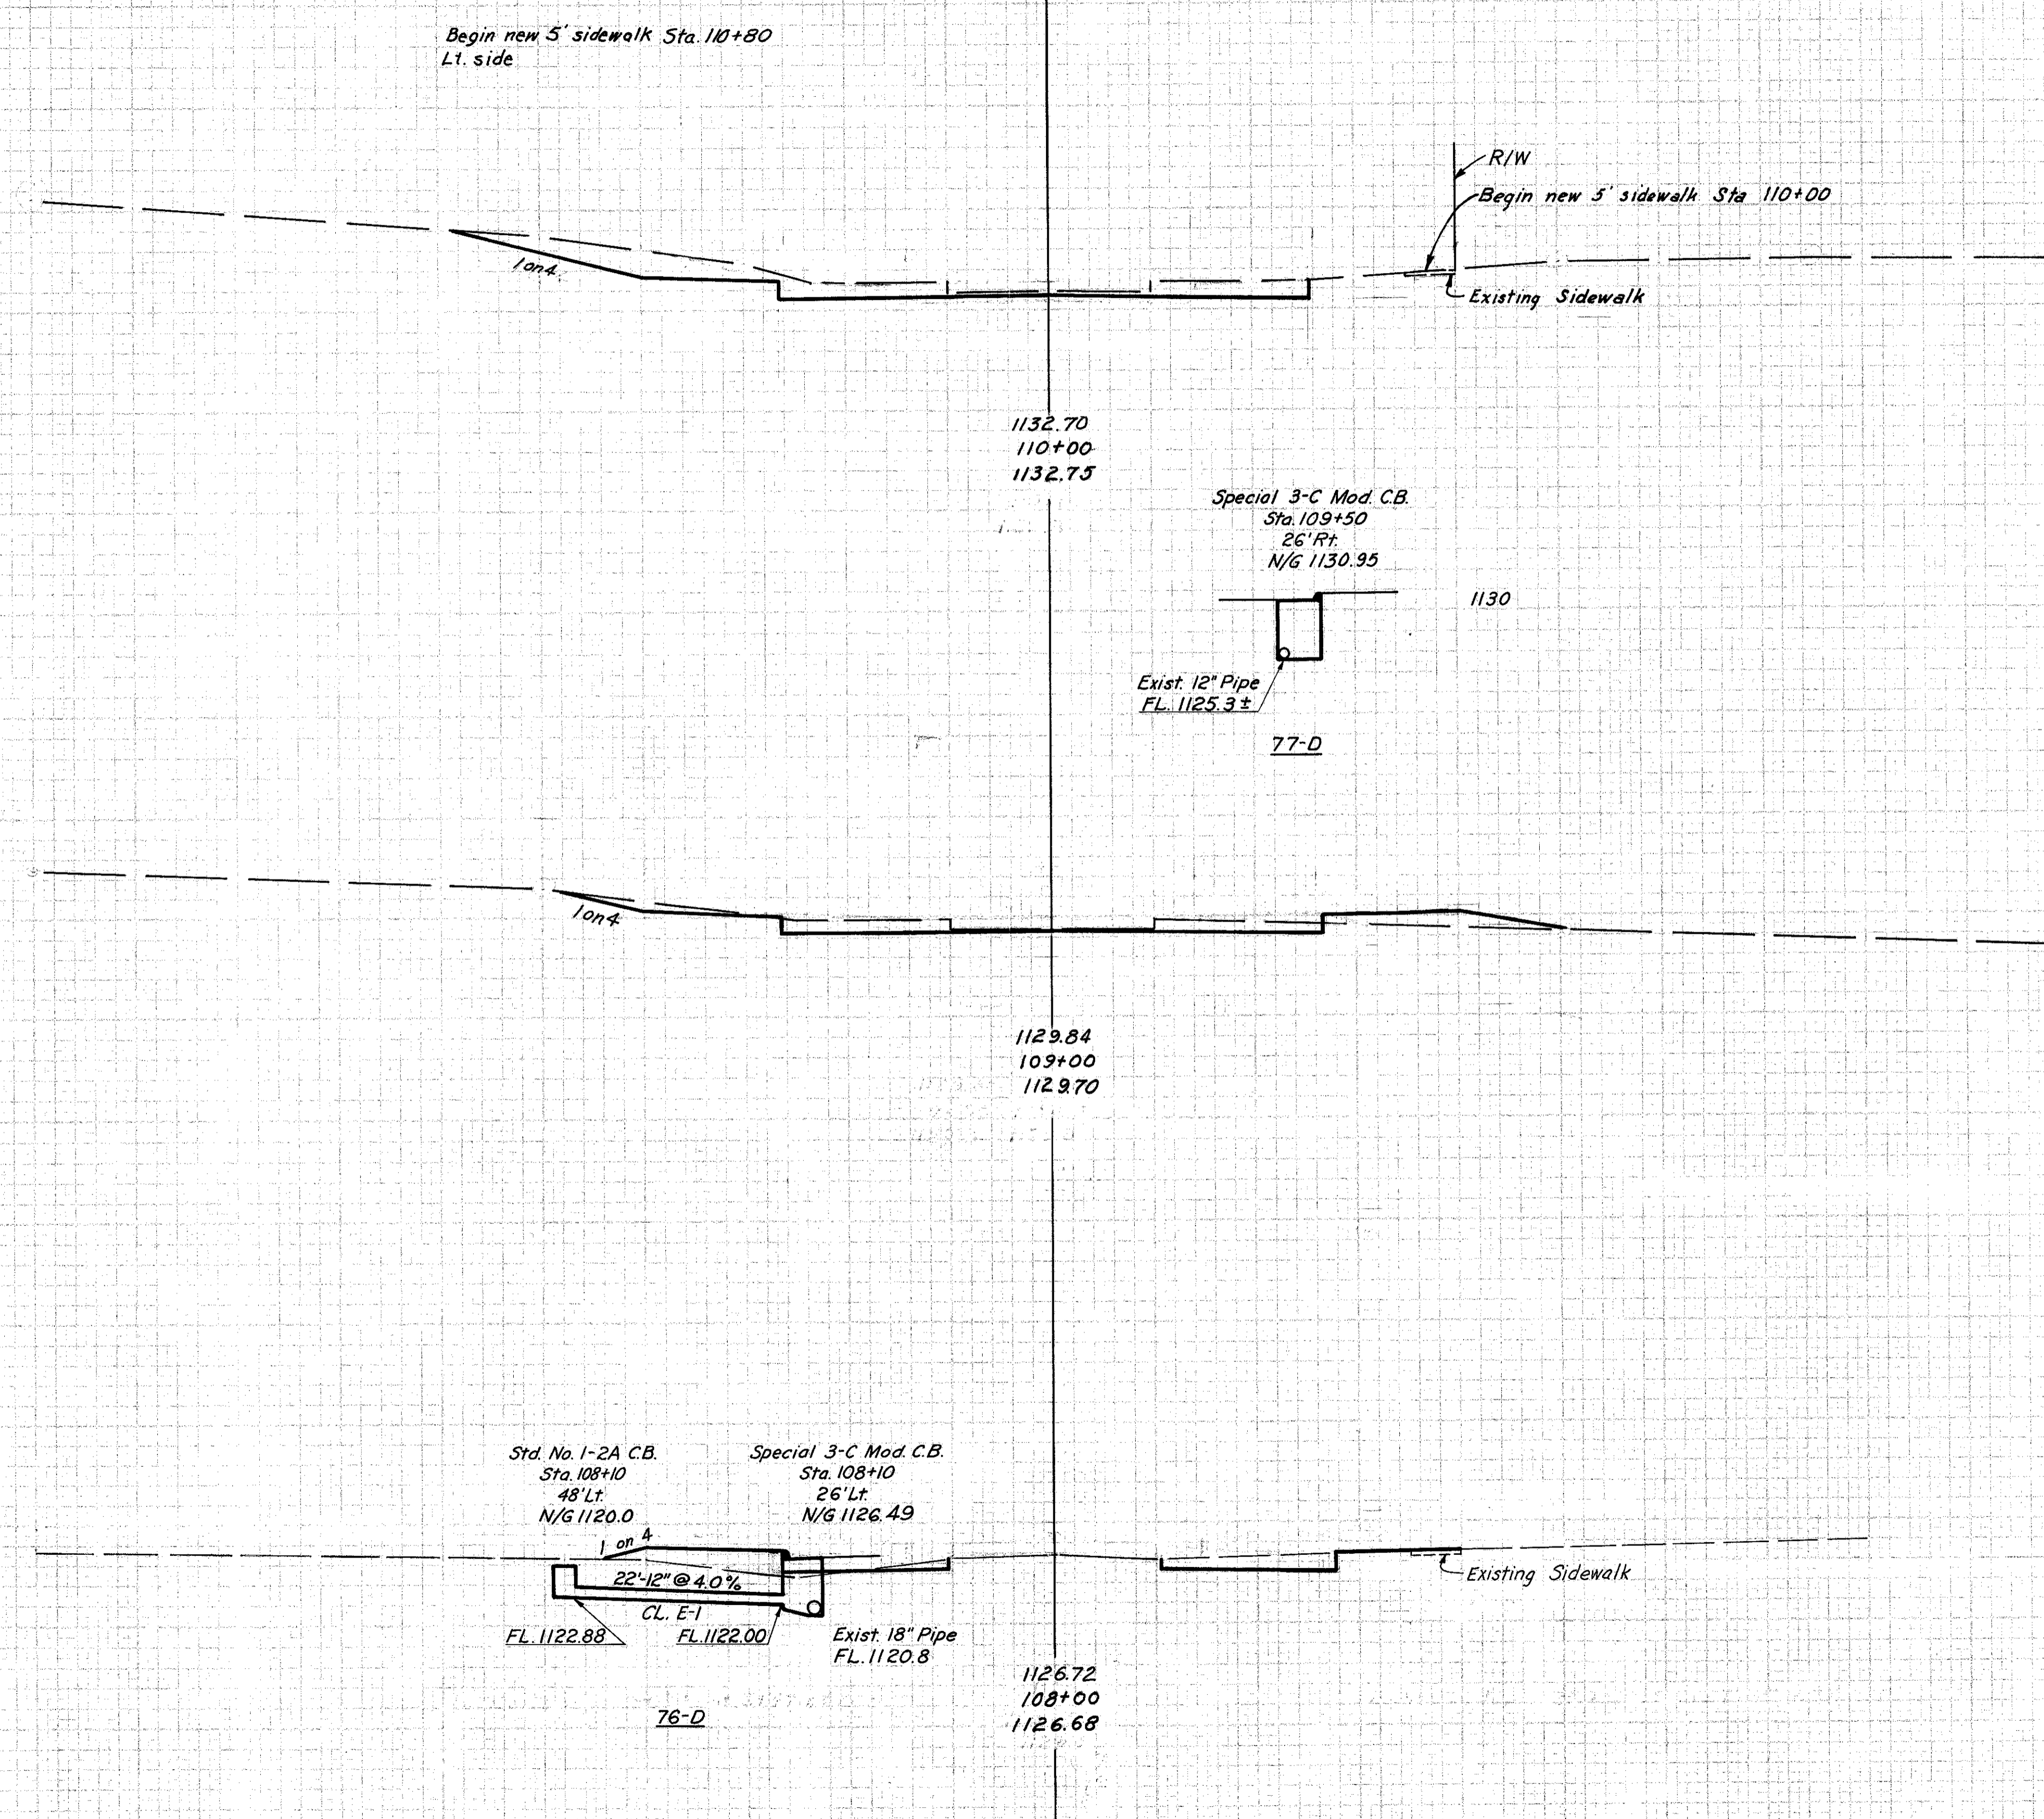 Begin new 5' sidewalk Sta. 110+80
Lt. side
R/W
Begin new 5' sidewalk Sta 110+00
1 on 4
Existing Sidewalk
1132.70
110+00
1132.75
Special 3-C Mod. C.B.
Sta. 109+50
26' Rt.
N/G 1130.95
1130
Exist. 12" Pipe
FL. 1125.3 ±
77-D
1 on 4
1129.84
109+00
1129.70
Std. No. 1-2A C.B.
Sta. 108+10
48' Lt.
N/G 1120.0
Special 3-C Mod. C.B.
Sta. 108+10
26' Lt.
N/G 1126.49
1 on 4
22'-12" @ 4.0%
Existing Sidewalk
CL. E-1
FL. 1122.88
FL. 1122.00
Exist. 18" Pipe
FL. 1120.8
1126.72
108+00
1126.68
76-D